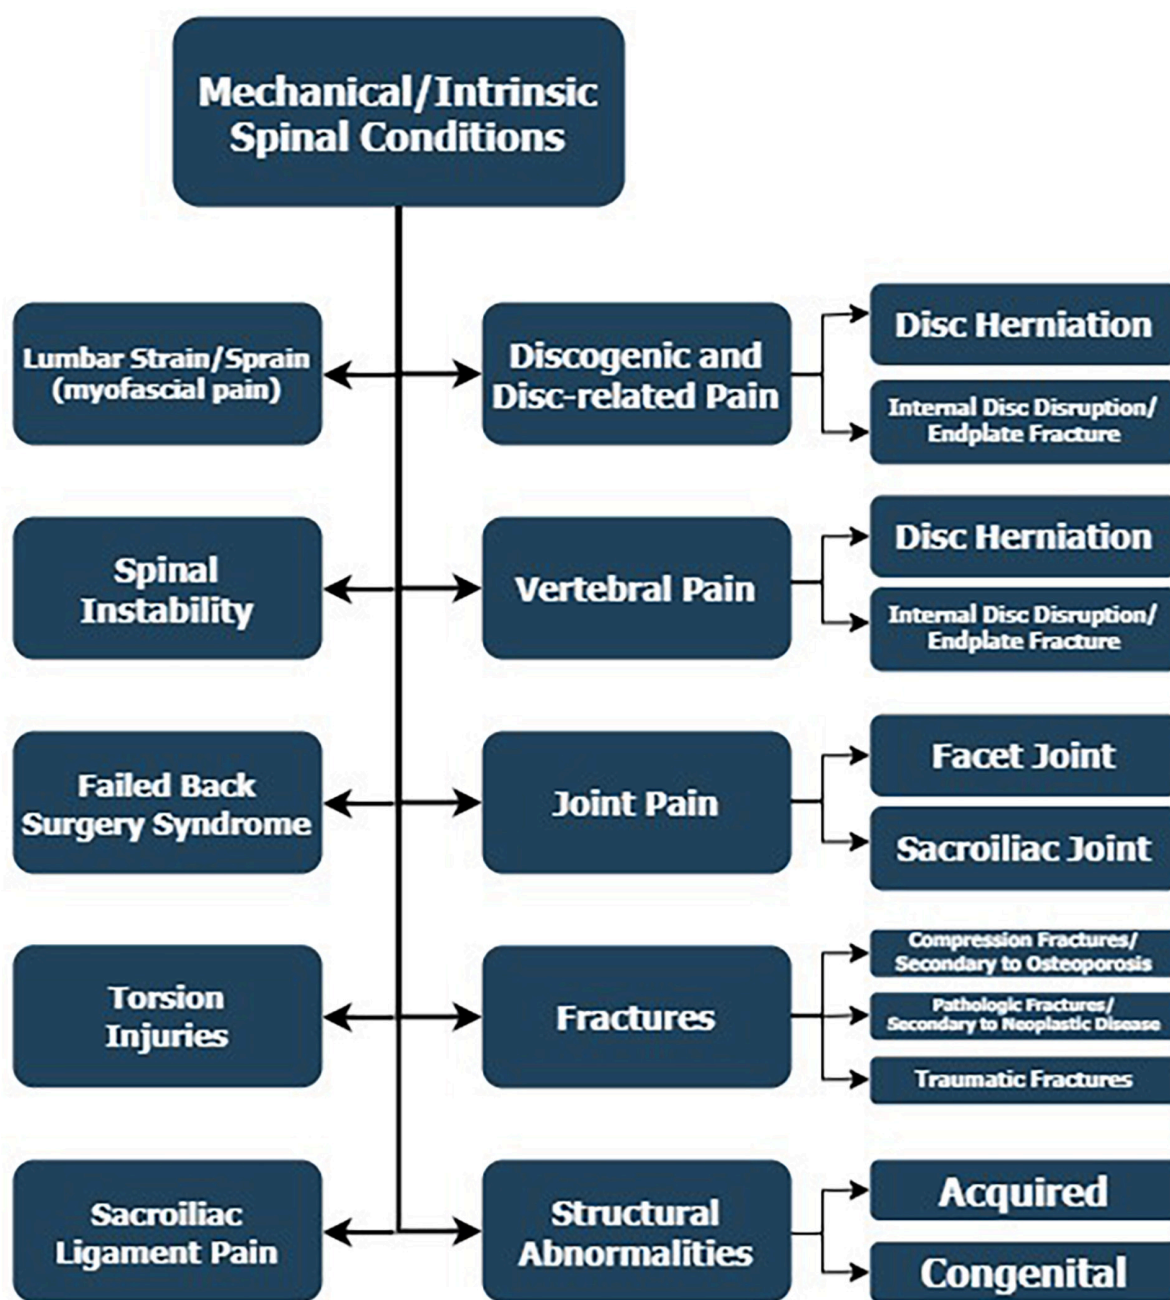 Mechanical/Intrinsic
Spinal Conditions
Lumbar Strain/Sprain
(myofascial pain)
Discogenic and
Disc-related Pain
Disc Herniation
Internal Disc Disruption/
Endplate Fracture
Spinal
Instability
Vertebral Pain
Disc Herniation
Internal Disc Disruption/
Endplate Fracture
Failed Back
Surgery Syndrome
Joint Pain
Facet Joint
Sacroiliac Joint
Torsion
Injuries
Fractures
Compression Fractures/
Secondary to Osteoporosis
Pathologic Fractures/
Secondary to Neoplastic Disease
Traumatic Fractures
Sacroiliac
Ligament Pain
Structural
Abnormalities
Acquired
Congenital